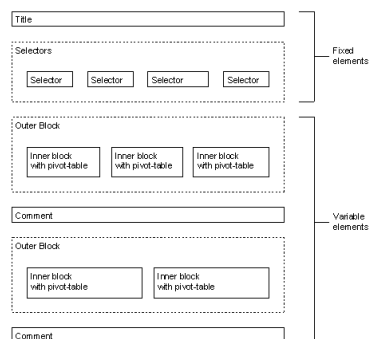 Title
Selectors
Selector Selector Selector Selector
Fixed
elements
Outer Block
Inner block
with pivot-table
Inner block
with pivot-table
Inner block
with pivot-table
Comment
Variable
elements
Outer Block
Inner block
with pivot-table
Inner block
with pivot-table
Comment